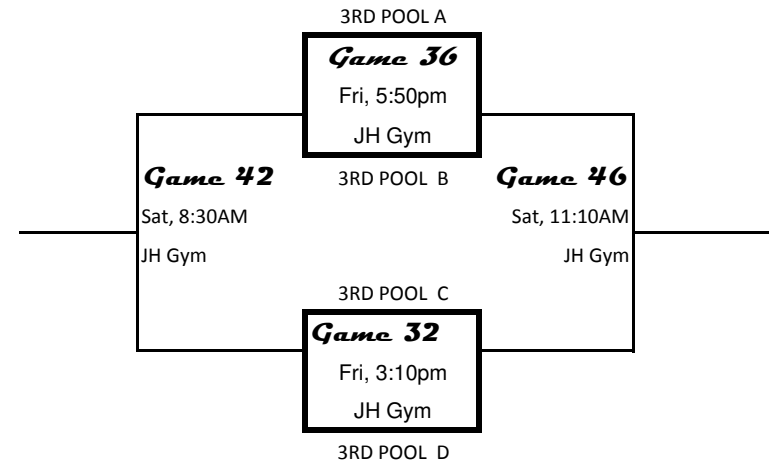 3RD POOL A
Game 36
Fri, 5:50pm
JH Gym
3RD POOL B
Game 42
Sat, 8:30AM
JH Gym
Game 46
Sat, 11:10AM
JH Gym
3RD POOL C
Game 32
Fri, 3:10pm
JH Gym
3RD POOL D